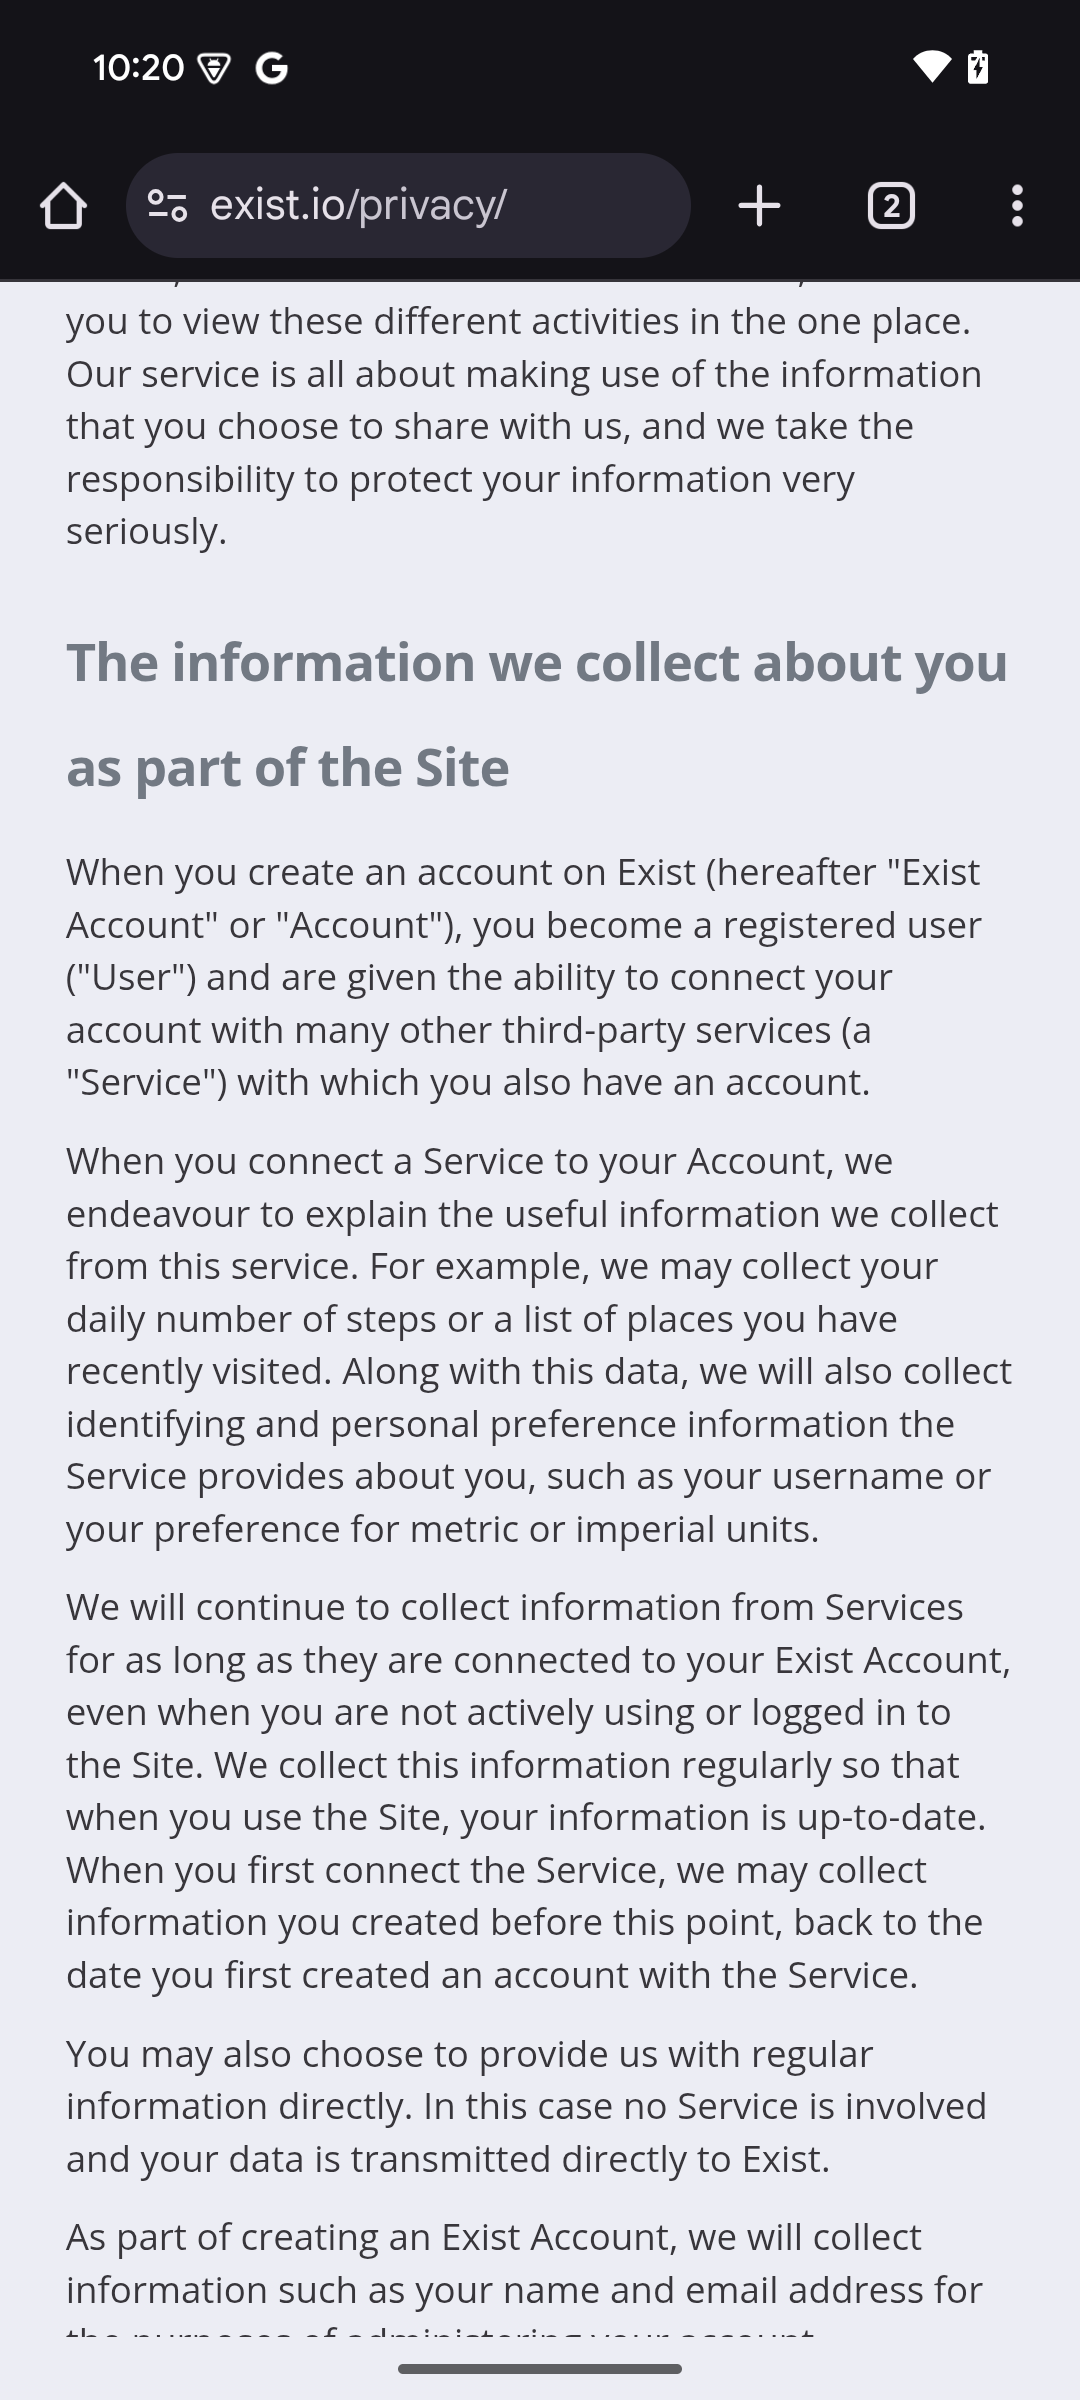 10:20
exist.io/privacy/
2
you to view these different activities in the one place.
Our service is all about making use of the information
that you choose to share with us, and we take the
responsibility to protect your information very
seriously.
The information we collect about you
as part of the Site
When you create an account on Exist (hereafter "Exist
Account" or "Account"), you become a registered user
("User") and are given the ability to connect your
account with many other third-party services (a
"Service") with which you also have an account.
When you connect a Service to your Account, we
endeavour to explain the useful information we collect
from this service. For example, we may collect your
daily number of steps or a list of places you have
recently visited. Along with this data, we will also collect
identifying and personal preference information the
Service provides about you, such as your username or
your preference for metric or imperial units.
We will continue to collect information from Services
for as long as they are connected to your Exist Account,
even when you are not actively using or logged in to
the Site. We collect this information regularly so that
when you use the Site, your information is up-to-date.
When you first connect the Service, we may collect
information you created before this point, back to the
date you first created an account with the Service.
You may also choose to provide us with regular
information directly. In this case no Service is involved
and your data is transmitted directly to Exist.
As part of creating an Exist Account, we will collect
information such as your name and email address for
the purposes of administering your account